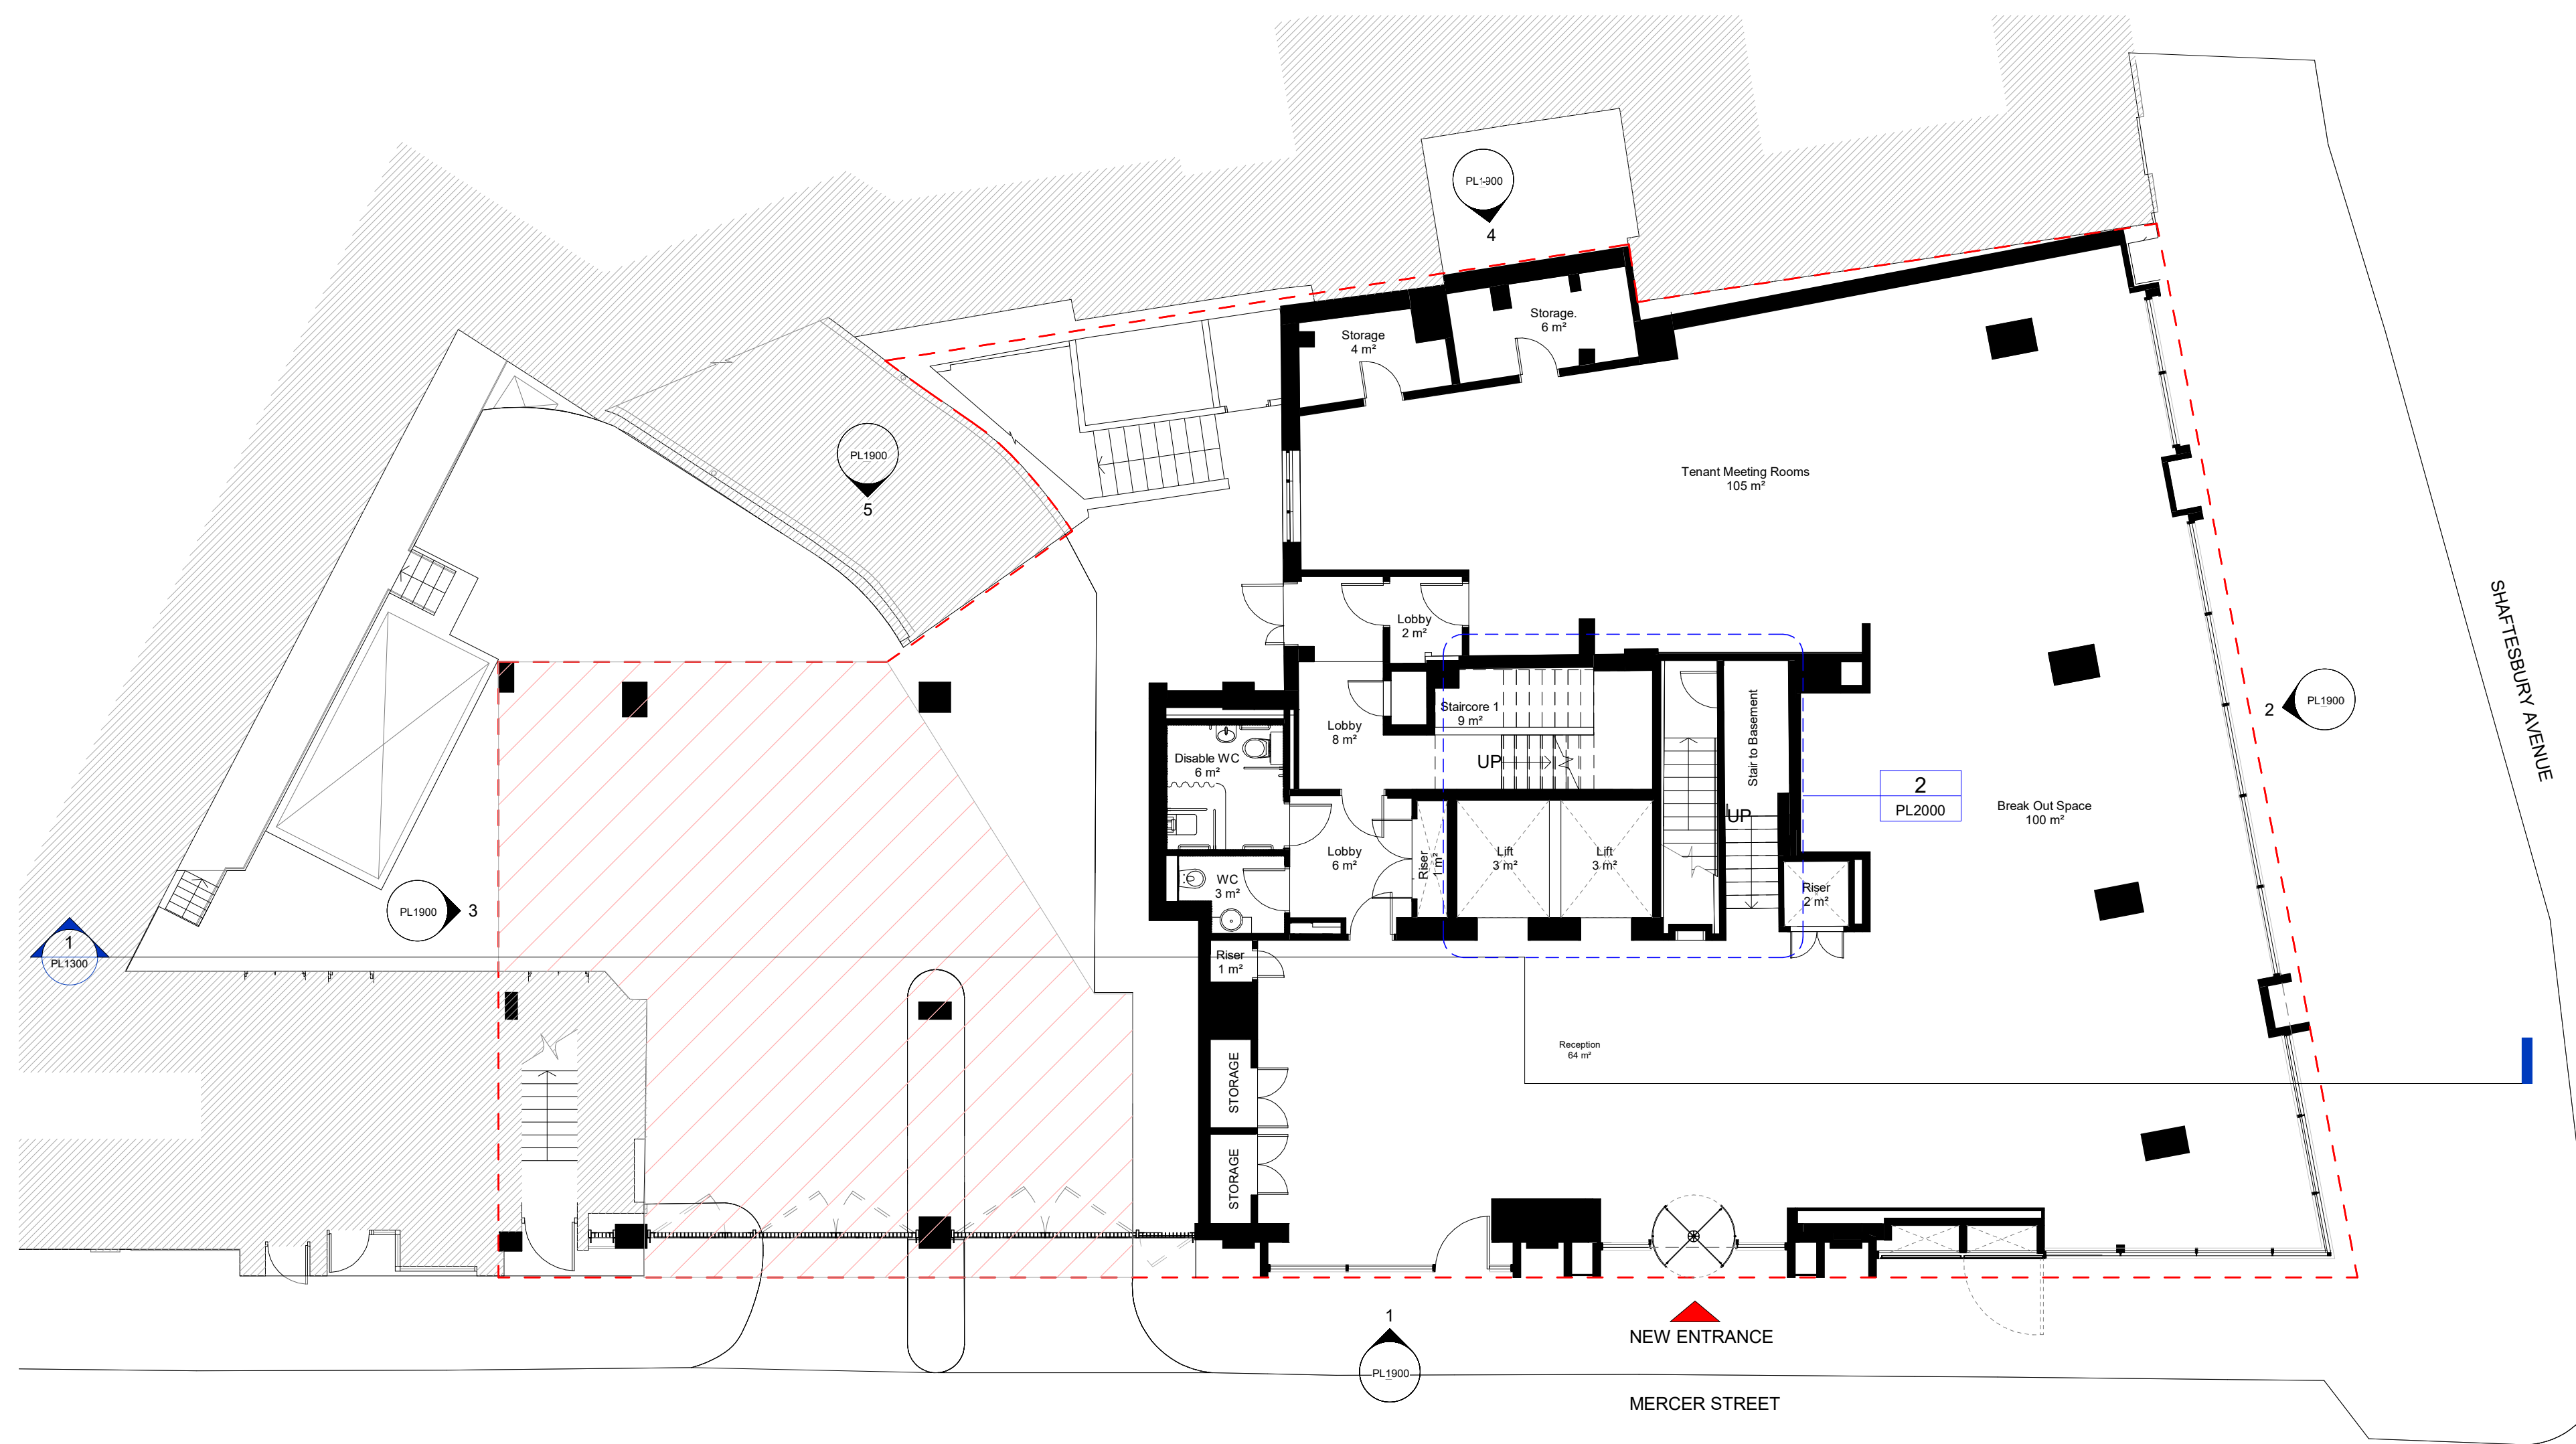 PL1900
4
Storage.
6 m²
Storage
4 m²
PL1900
5
Tenant Meeting Rooms
105 m²
SHAFTESBURY AVENUE
Lobby
2 m²
Staircore 1
9 m²
Lobby
8 m²
Stair to Basement
2
PL1900
Disable WC
6 m²
UP
2
PL2000
Break Out Space
100 m²
UP
Lobby
6 m²
Riser
1 m²
Lift
3 m²
Lift
3 m²
WC
3 m²
Riser
2 m²
PL1900
3
1
PL1300
Riser
1 m²
Reception
64 m²
STORAGE
STORAGE
1
PL1900
NEW ENTRANCE
MERCER STREET